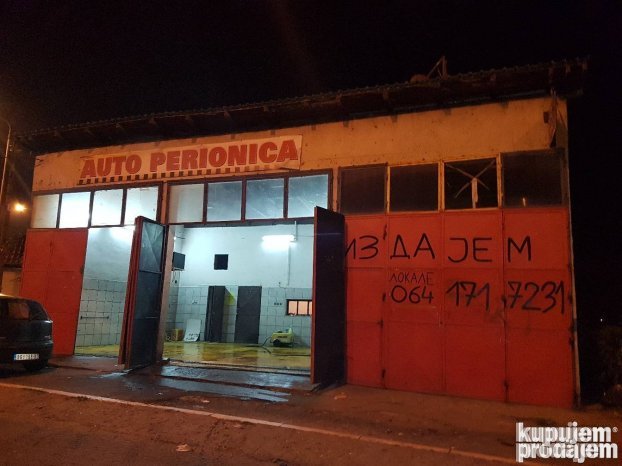 AUTO PERIONICA
ИЗДАЈЕМ
ЛОКАЛЕ
064 171 7231
kupujem
prodajem